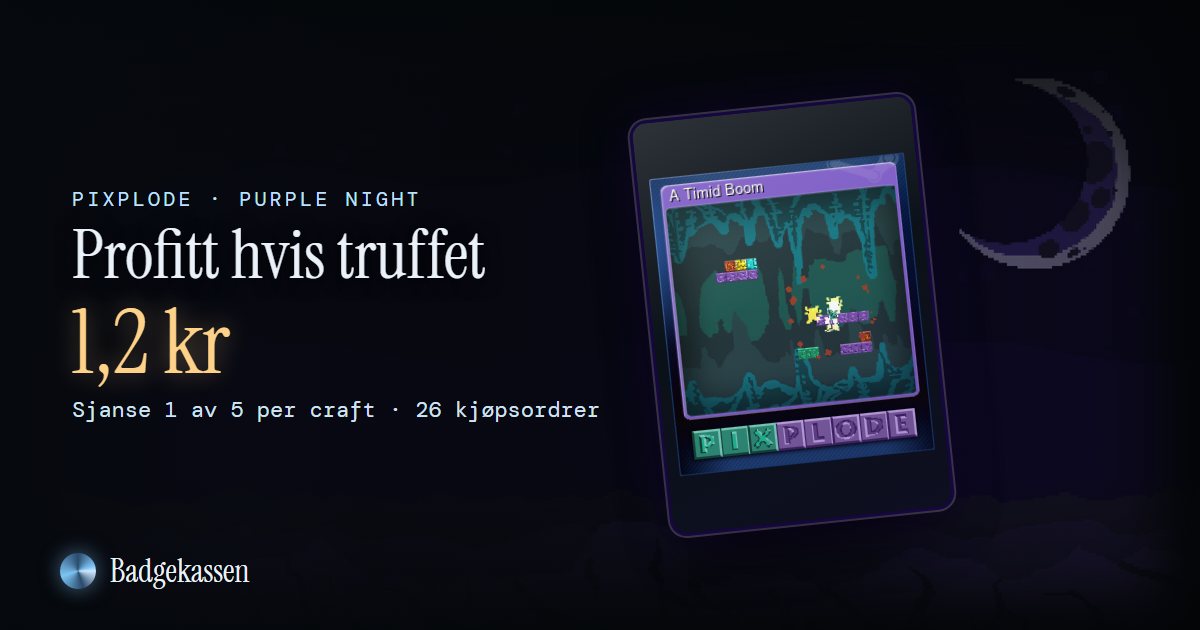 PIXPLODE · PURPLE NIGHT
Profitt hvis truffet
1,2 kr
Sjanse 1 av 5 per craft · 26 kjøpsordrer
A Timid Boom
PIXPLODE
Badgekassen